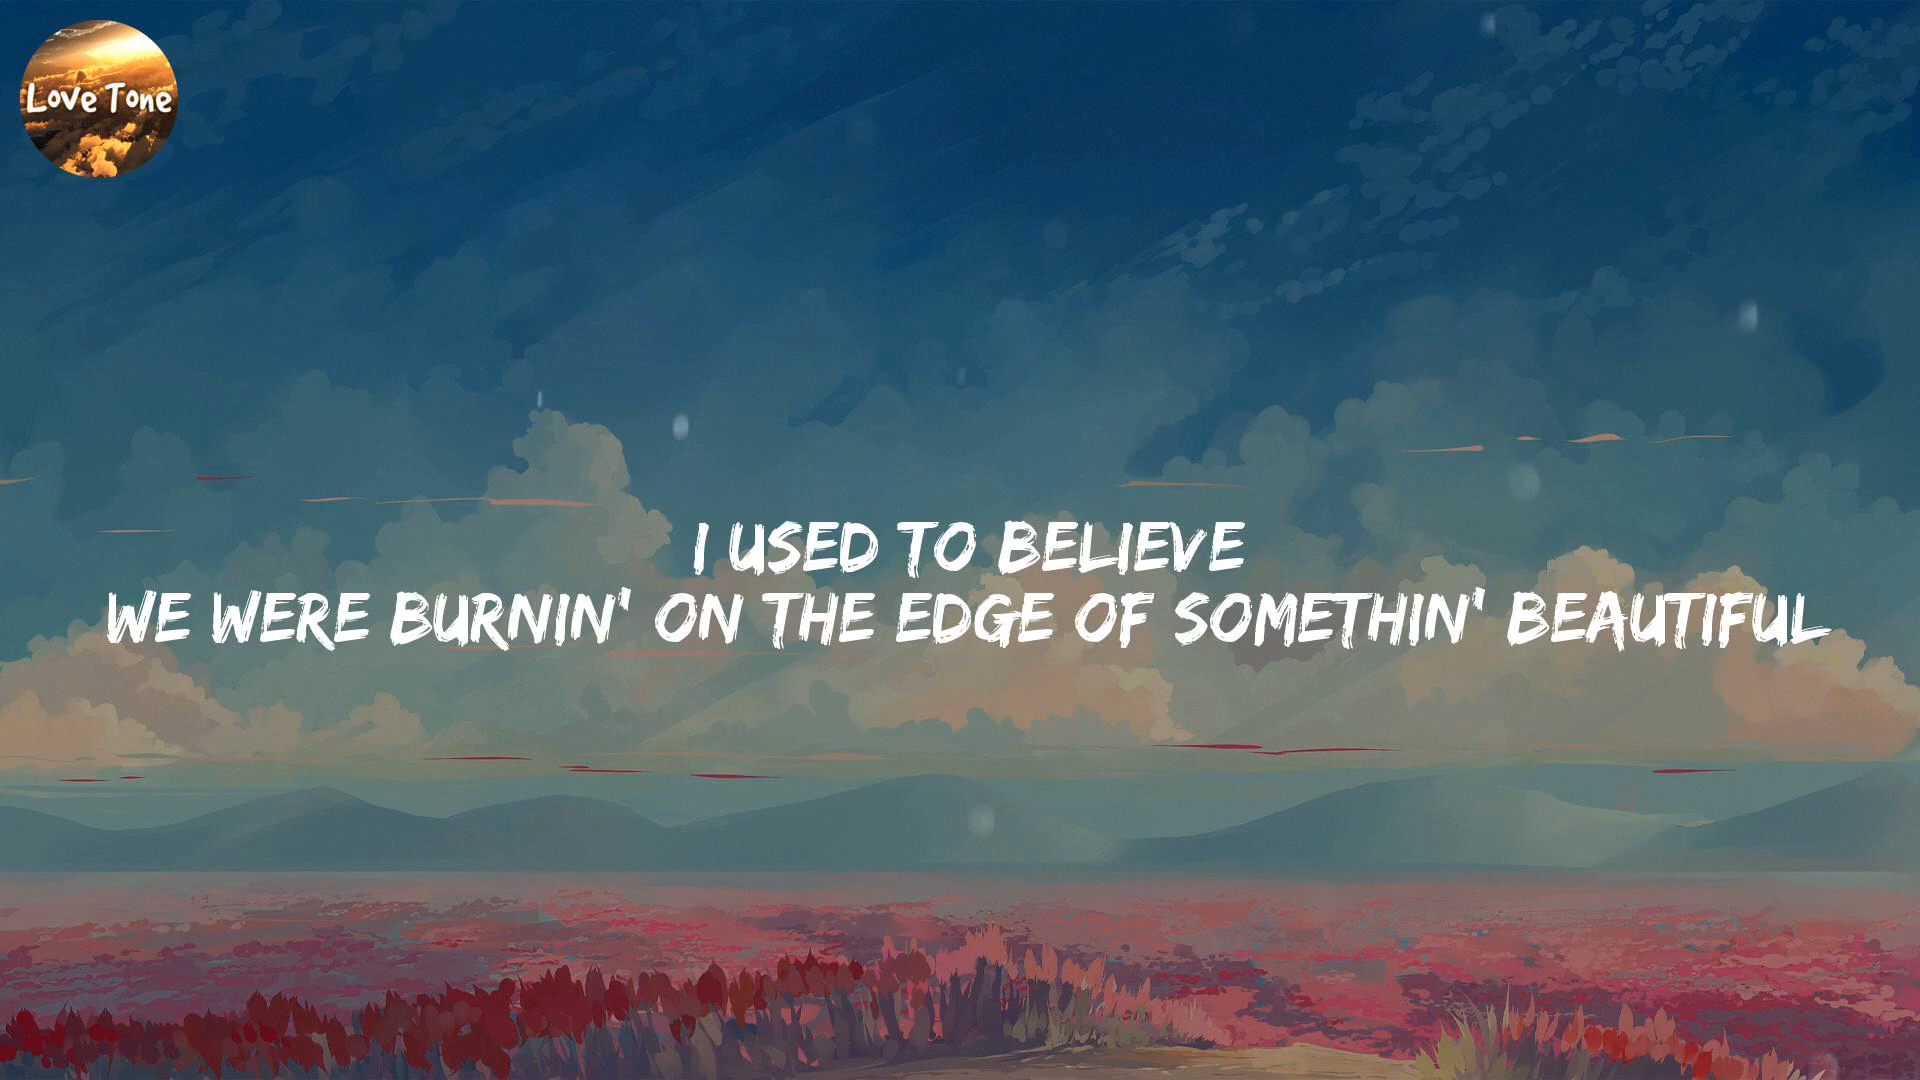 Love Tone
I USED TO BELIEVE
WE WERE BURNIN' ON THE EDGE OF SOMETHIN' BEAUTIFUL